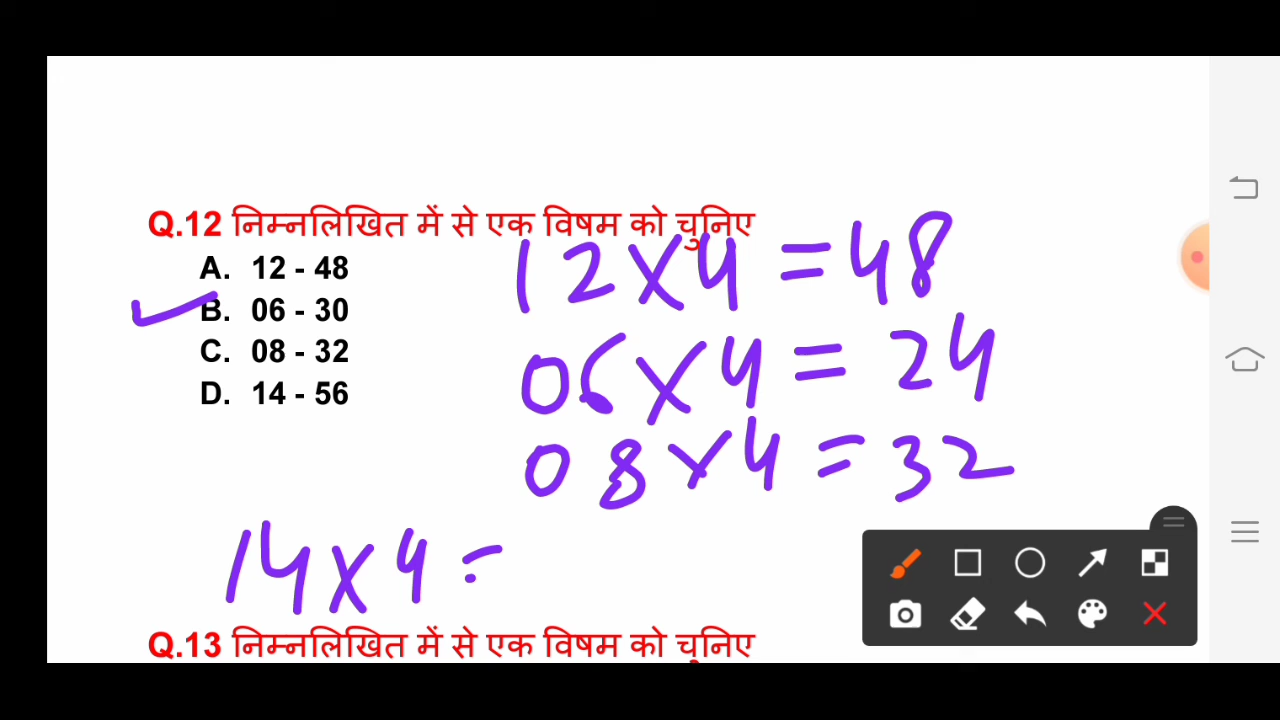 Q.12 निम्नलिखित में से एक विषम को चुनिए
A. 12 - 48
B. 06 - 30
C. 08 - 32
D. 14 - 56
12 X 4 = 48
06 X 4 = 24
08 X 4 = 32
14 X 4 =
Q.13 निम्नलिखित में से एक विषम को चुनिए